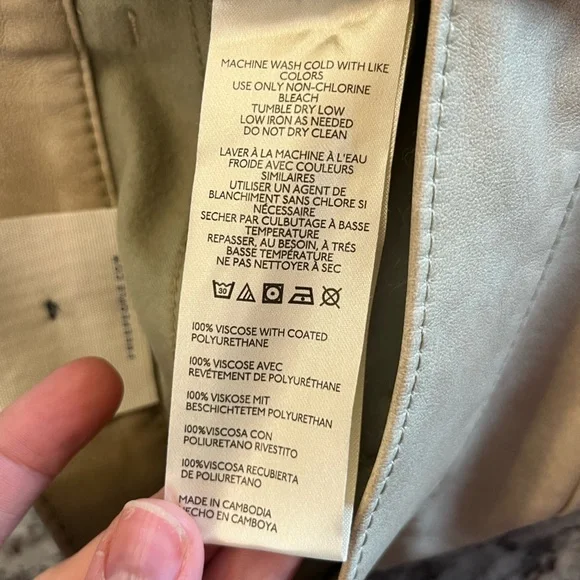 MACHINE WASH COLD WITH LIKE
COLORS
USE ONLY NON-CHLORINE
BLEACH
TUMBLE DRY LOW
LOW IRON AS NEEDED
DO NOT DRY CLEAN
LAVER À LA MACHINE À L'EAU
FROIDE AVEC COULEURS
SIMILAIRES
UTILISER UN AGENT DE
BLANCHIMENT SANS CHLORE SI
NÉCESSAIRE
SECHER PAR CULBUTAGE À BASSE
TEMPERATURE
REPASSER, AU BESOIN, À TRÉS
BASSE TEMPÉRATURE
NE PAS NETTOYER À SEC
30
100% VISCOSE WITH COATED
POLYURETHANE
100% VISCOSE AVEC
REVÊTEMENT DE POLYURÉTHANE
100% VISKOSE MIT
BESCHICHTETEM POLYURETHAN
100%VISCOSA CON
POLIURETANO RIVESTITO
100%VISCOSA RECUBIERTA
DE POLIURETANO
MADE IN CAMBODIA
HECHO EN CAMBOYA
4